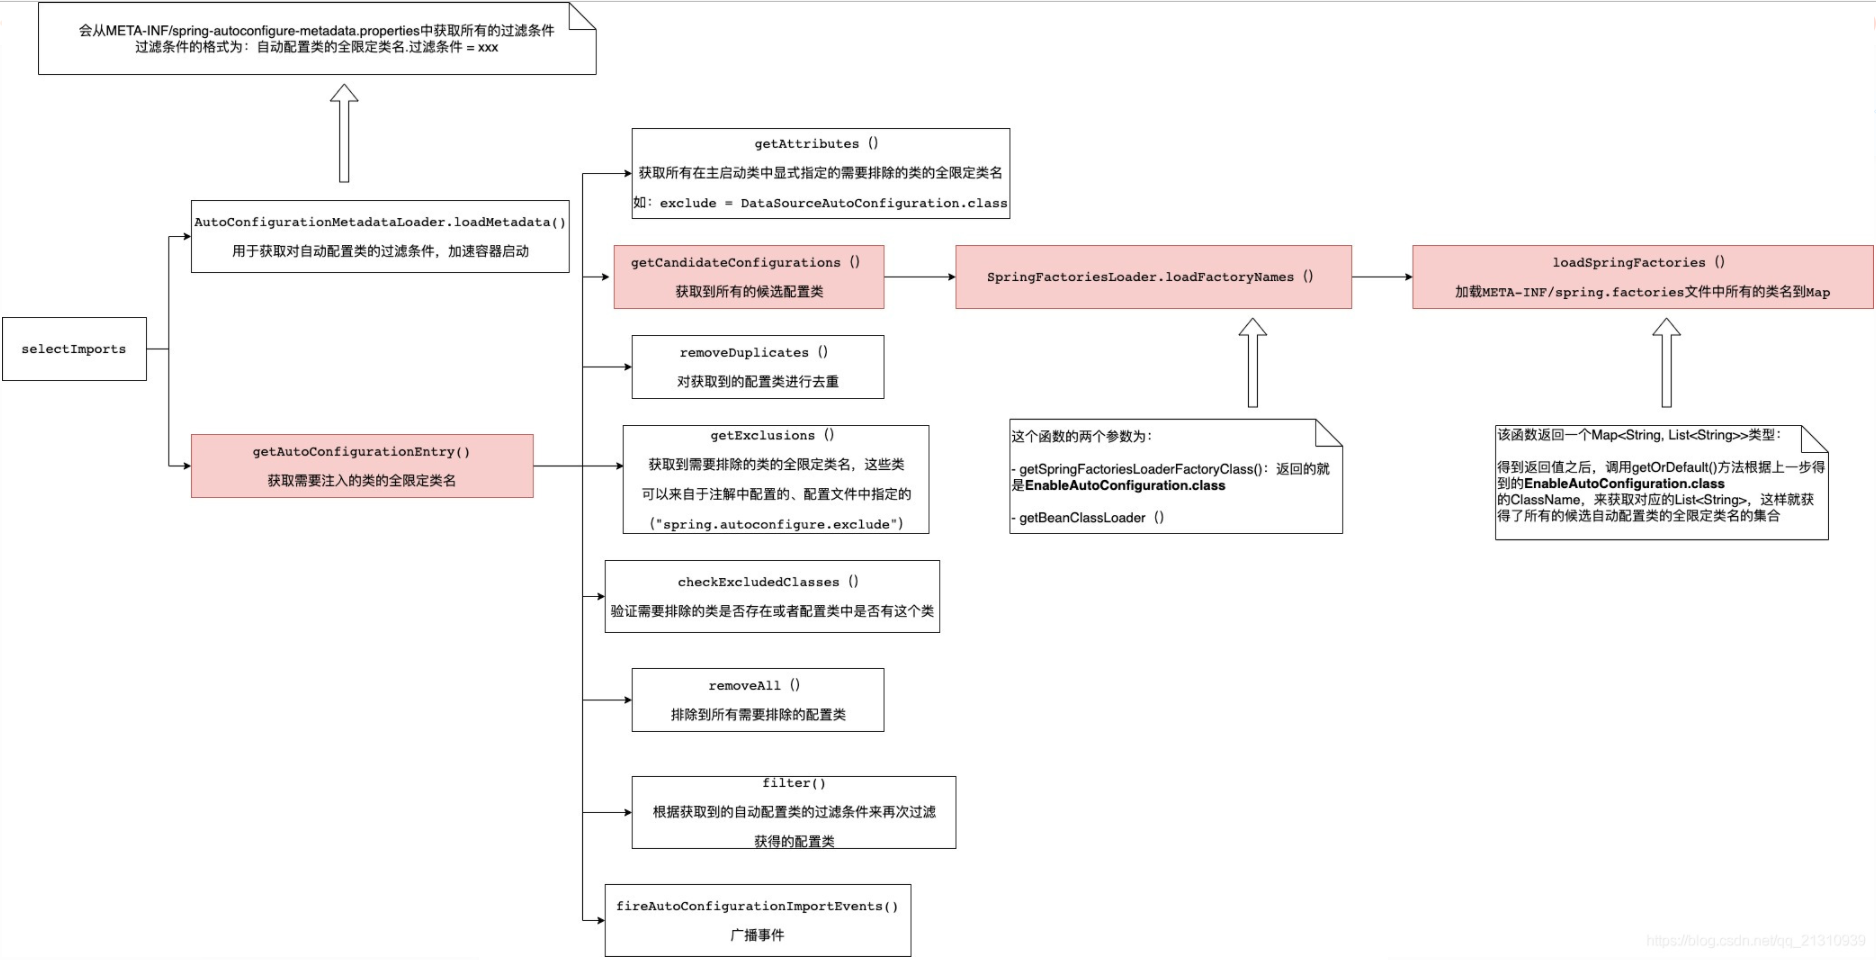 会从META-INF/spring-autoconfigure-metadata.properties中获取所有的过滤条件
过滤条件的格式为：自动配置类的全限定类名.过滤条件 = xxx
AutoConfigurationMetadataLoader.loadMetadata()
用于获取对自动配置类的过滤条件，加速容器启动
selectImports
getAutoConfigurationEntry()
获取需要注入的类的全限定类名
getAttributes（）
获取所有在主启动类中显式指定的需要排除的类的全限定类名
如：exclude = DataSourceAutoConfiguration.class
getCandidateConfigurations（）
获取到所有的候选配置类
SpringFactoriesLoader.loadFactoryNames（）
loadSpringFactories（）
加载META-INF/spring.factories文件中所有的类名到Map
removeDuplicates（）
对获取到的配置类进行去重
getExclusions（）
获取到需要排除的类的全限定类名，这些类
可以来自于注解中配置的、配置文件中指定的
（"spring.autoconfigure.exclude"）
这个函数的两个参数为：
- getSpringFactoriesLoaderFactoryClass()：返回的就
是EnableAutoConfiguration.class
- getBeanClassLoader（）
该函数返回一个Map<String, List<String>>类型：
得到返回值之后，调用getOrDefault()方法根据上一步得
到的EnableAutoConfiguration.class
的ClassName，来获取对应的List<String>，这样就获
得了所有的候选自动配置类的全限定类名的集合
checkExcludedClasses（）
验证需要排除的类是否存在或者配置类中是否有这个类
removeAll（）
排除到所有需要排除的配置类
filter()
根据获取到的自动配置类的过滤条件来再次过滤
获得的配置类
fireAutoConfigurationImportEvents()
广播事件
https://blog.csdn.net/qq_21310939